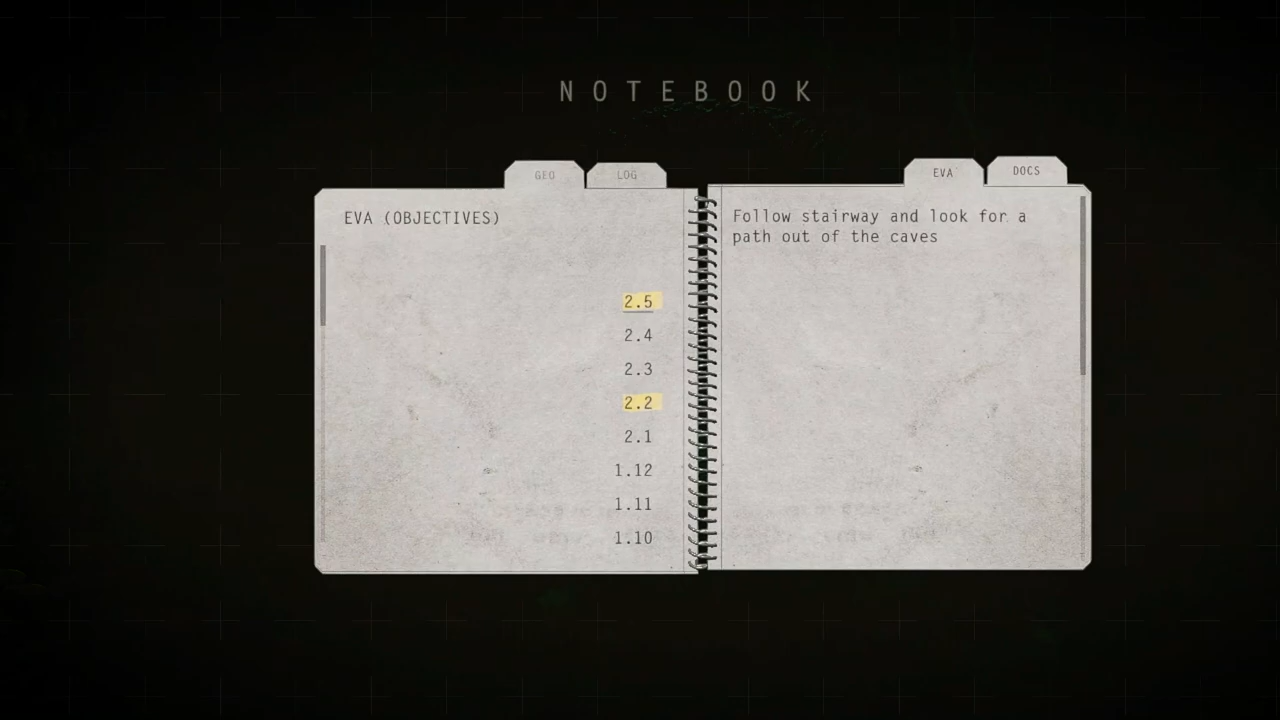 NOTEBOOK
GEO
LOG
EVA
DOCS
EVA (OBJECTIVES)
2.5
2.4
2.3
2.2
2.1
1.12
1.11
1.10
Follow stairway and look for a
path out of the caves